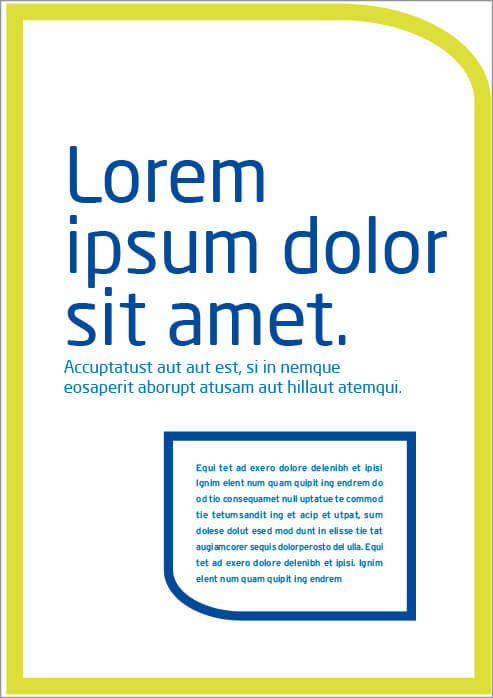 Lorem
ipsum dolor
sit amet.
Accuptatust aut aut est, si in nemque
eosaperit aborupt atusam aut hillaut atemqui.
Equi tet ad exero dolore delenibh et ipisl
Ignim elent num quam quipit ing endrem do
od tio consequamet null uptatue te commod
tie tetumsandit ing et acip et utpat, sum
dolese dolut esed mod dunt in elisse tie tat
augiamcorer sequis dolorperosto del ulla. Equi
tet ad exero dolore delenibh et ipisi. Ignim
elent num quam quipit ing endrem